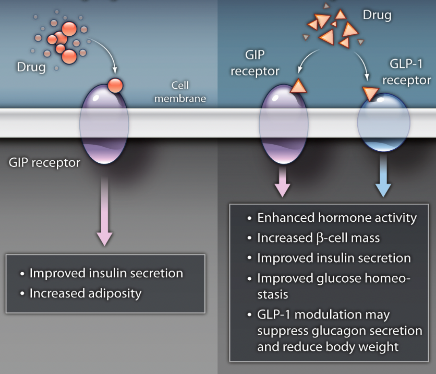 Drug
Cell
membrane
GIP receptor
• Improved insulin secretion
• Increased adiposity
Drug
GIP
receptor
GLP-1
receptor
• Enhanced hormone activity
• Increased β-cell mass
• Improved insulin secretion
• Improved glucose homeo-
stasis
• GLP-1 modulation may
suppress glucagon secretion
and reduce body weight